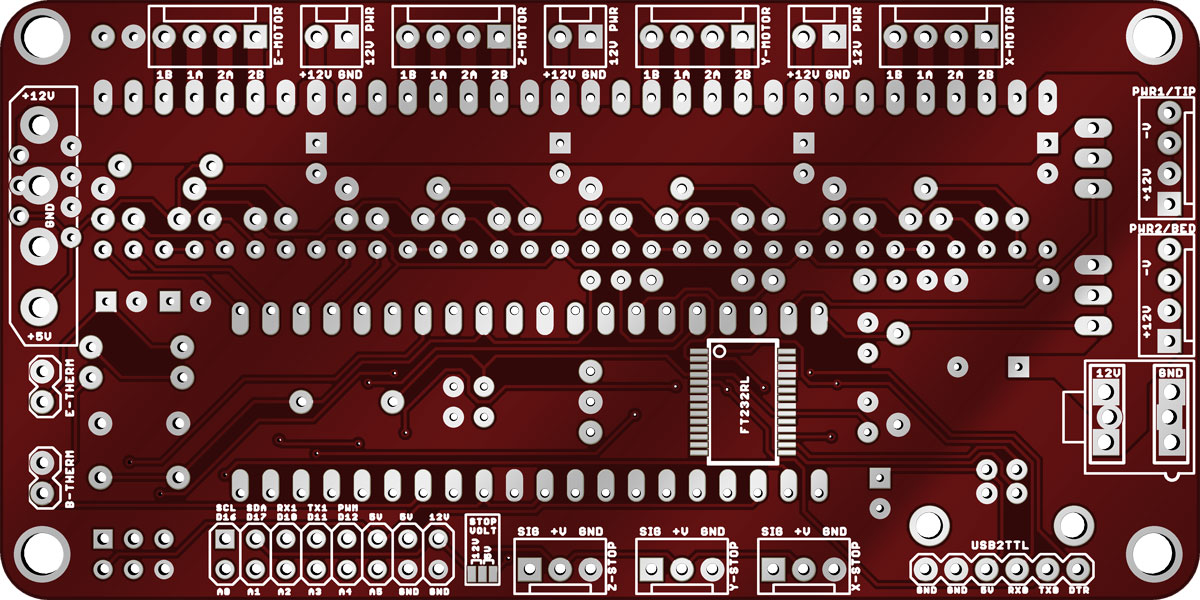 E-MOTOR
12V PWR
Z-MOTOR
12V PWR
Y-MOTOR
12V PWR
X-MOTOR
1B 1A 2A 2B
+12V GND
1B 1A 2A 2B
+12V GND
1B 1A 2A 2B
+12V GND
1B 1A 2A 2B
+12V
GND
+5V
PWR1/TIP
-V
+12V
PWR2/BED
-V
+12V
12V GND
E-THERM
B-THERM
FT232RL
SCL SDA RX1 TX1 PWM 5V 5V 12V
D16 D17 D10 D11 D12
A0 A1 A2 A3 A4 A5 GND GND
STOP
VOLT
12V
5V
SIG +V GND
Z-STOP
SIG +V GND
Y-STOP
SIG +V GND
X-STOP
USB2TTL
GND GND 5V RX0 TX0 DTR